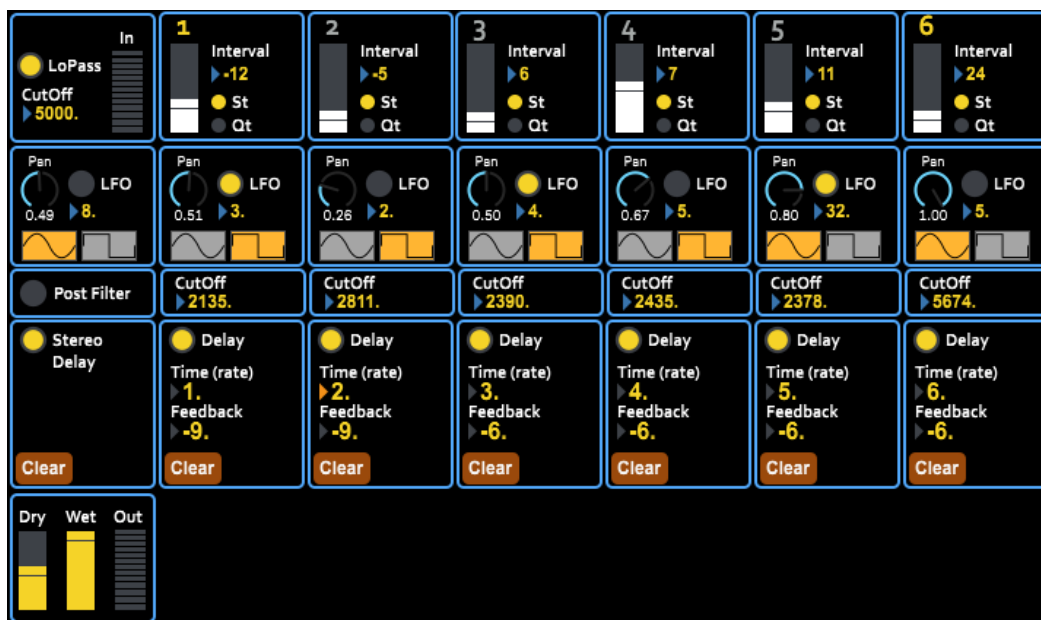 In
LoPass
CutOff
5000.
1
Interval
-12
St
Qt
2
Interval
-5
St
Qt
3
Interval
6
St
Qt
4
Interval
7
St
Qt
5
Interval
11
St
Qt
6
Interval
24
St
Qt
Pan
LFO
0.49
8.
Pan
LFO
0.51
3.
Pan
LFO
0.26
2.
Pan
LFO
0.50
4.
Pan
LFO
0.67
5.
Pan
LFO
0.80
32.
Pan
LFO
1.00
5.
Post Filter
CutOff
2135.
CutOff
2811.
CutOff
2390.
CutOff
2435.
CutOff
2378.
CutOff
5674.
Stereo
Delay
Clear
Delay
Time (rate)
1.
Feedback
-9.
Clear
Delay
Time (rate)
2.
Feedback
-9.
Clear
Delay
Time (rate)
3.
Feedback
-6.
Clear
Delay
Time (rate)
4.
Feedback
-6.
Clear
Delay
Time (rate)
5.
Feedback
-6.
Clear
Delay
Time (rate)
6.
Feedback
-6.
Clear
Dry Wet Out